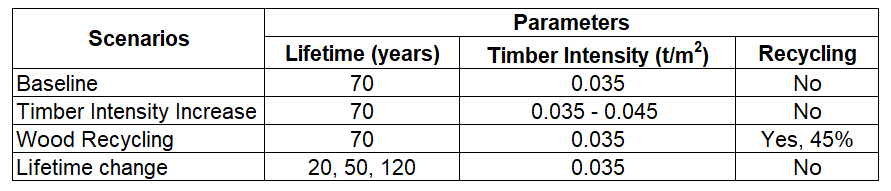 Scenarios Parameters
Lifetime (years) Timber Intensity (t/m²) Recycling
Baseline 70 0.035 No
Timber Intensity Increase 70 0.035 - 0.045 No
Wood Recycling 70 0.035 Yes, 45%
Lifetime change 20, 50, 120 0.035 No